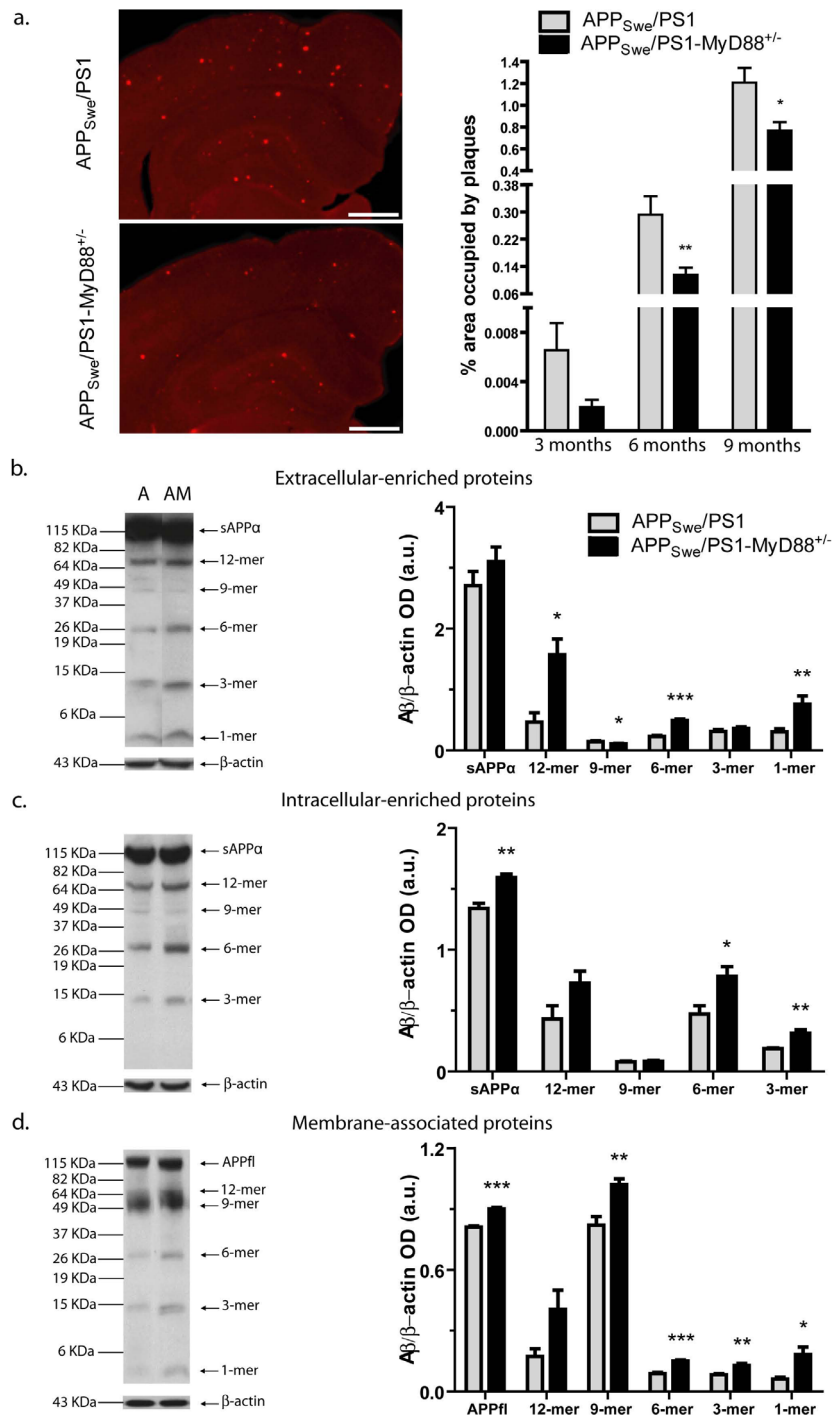 a.
APPSwe/PS1
APPSwe/PS1-MyD88+/-
APPSwe/PS1
APPSwe/PS1-MyD88+/-
% area occupied by plaques
1.4
1.2
1.0
0.8
0.6
0.4
0.38
0.30
0.22
0.14
0.06
0.008
0.004
0.000
**
*
3 months 6 months 9 months
b.
Extracellular-enriched proteins
A AM
115 KDa
82 KDa
64 KDa
49 KDa
37 KDa
26 KDa
19 KDa
15 KDa
6 KDa
43 KDa
sAPPα
12-mer
9-mer
6-mer
3-mer
1-mer
β-actin
APPSwe/PS1
APPSwe/PS1-MyD88+/-
Aβ/β-actin OD (a.u.)
4
2
0
* * *** **
sAPPα 12-mer 9-mer 6-mer 3-mer 1-mer
c.
Intracellular-enriched proteins
115 KDa
82 KDa
64 KDa
49 KDa
37 KDa
26 KDa
19 KDa
15 KDa
6 KDa
43 KDa
sAPPα
12-mer
9-mer
6-mer
3-mer
β-actin
Aβ/β-actin OD (a.u.)
2
1
0
** * **
sAPPα 12-mer 9-mer 6-mer 3-mer
d.
Membrane-associated proteins
115 KDa
82 KDa
64 KDa
49 KDa
37 KDa
26 KDa
19 KDa
15 KDa
6 KDa
43 KDa
APPfl
12-mer
9-mer
6-mer
3-mer
1-mer
β-actin
Aβ/β-actin OD (a.u.)
1.2
0.6
0.0
*** ** *** ** *
APPfl 12-mer 9-mer 6-mer 3-mer 1-mer